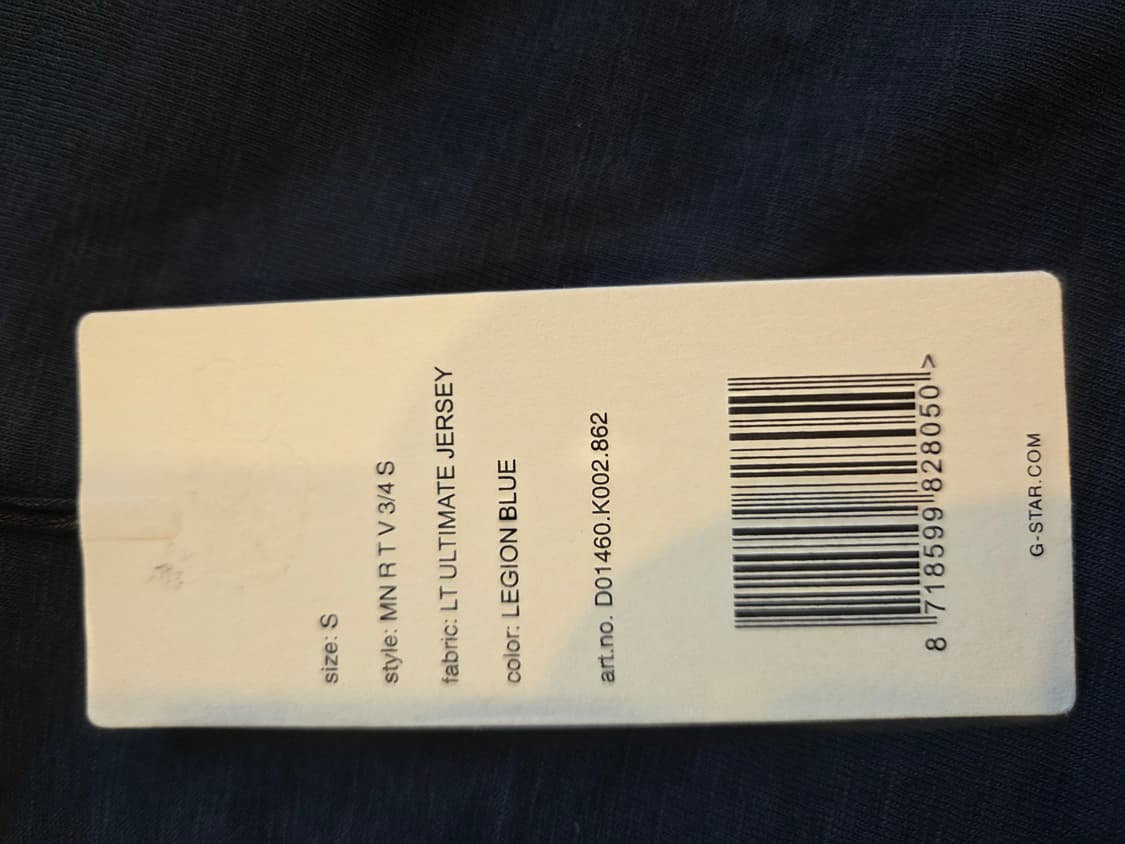 size: S
style: MN R T V 3/4 S
fabric: LT ULTIMATE JERSEY
color: LEGION BLUE
art.no. D01460.K002.862
8 718599 828050 >
G-STAR.COM